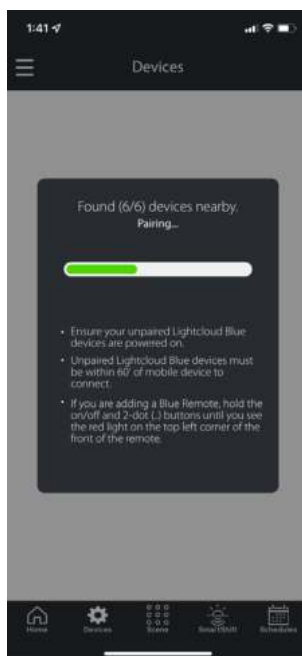 1:41
Devices
Found (6/6) devices nearby.
Pairing...
• Ensure your unpaired Lightcloud Blue
devices are powered on.
• Unpaired Lightcloud Blue devices must
be within 60' of mobile device to
connect.
• If you are adding a Blue Remote, hold the
on/off and 2-dot (..) buttons until you see
the red light on the top left corner of the
front of the remote.
Home Devices Scene SmartShift Schedules